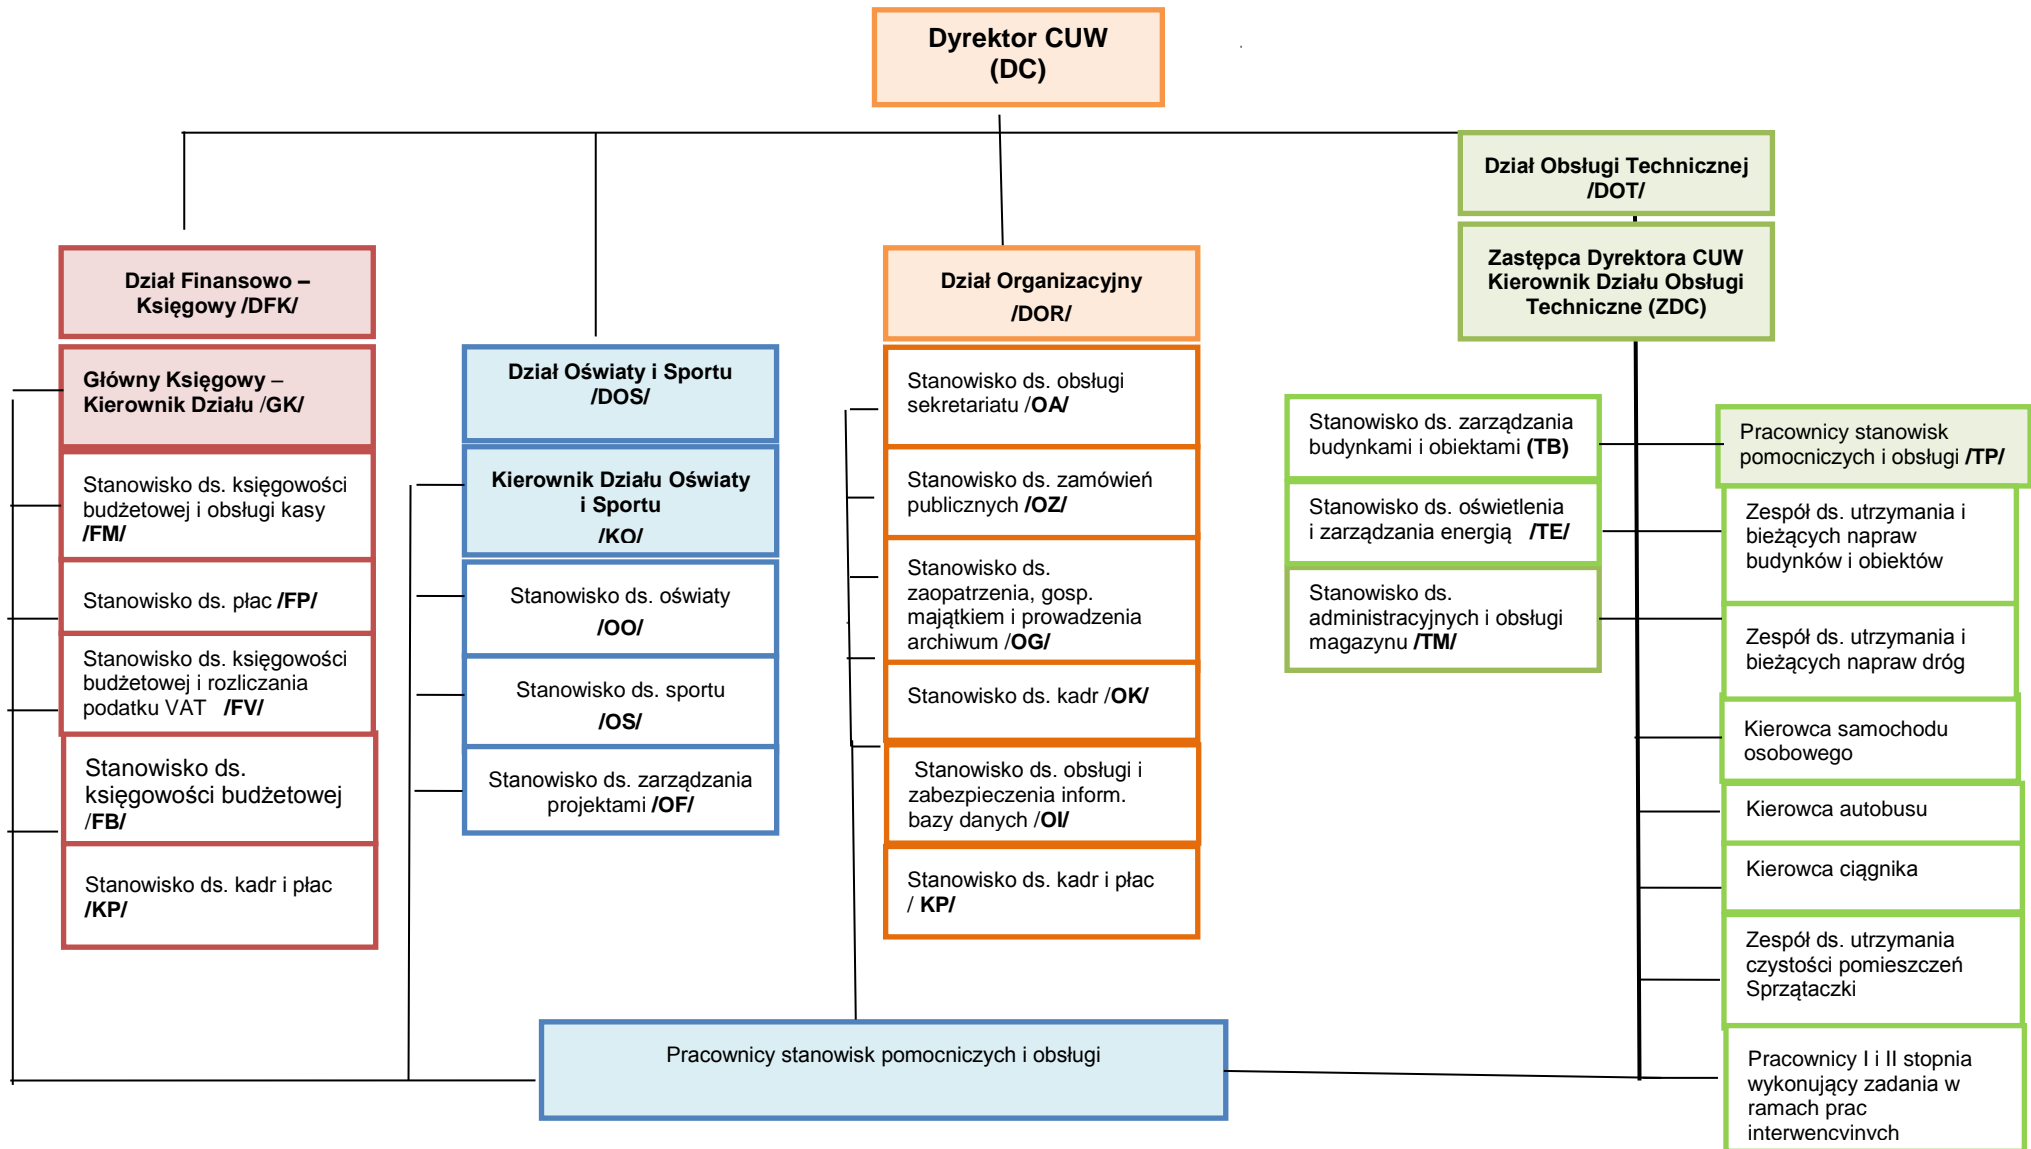 Dyrektor CUW
(DC)
Dział Obsługi Technicznej
/DOT/
Zastępca Dyrektora CUW
Kierownik Działu Obsługi
Techniczne (ZDC)
Dział Finansowo –
Księgowy /DFK/
Główny Księgowy –
Kierownik Działu /GK/
Stanowisko ds. księgowości
budżetowej i obsługi kasy
/FM/
Stanowisko ds. płac /FP/
Stanowisko ds. księgowości
budżetowej i rozliczania
podatku VAT /FV/
Stanowisko ds.
księgowości budżetowej
/FB/
Stanowisko ds. kadr i płac
/KP/
Dział Oświaty i Sportu
/DOS/
Kierownik Działu Oświaty
i Sportu
/KO/
Stanowisko ds. oświaty
/OO/
Stanowisko ds. sportu
/OS/
Stanowisko ds. zarządzania
projektami /OF/
Dział Organizacyjny
/DOR/
Stanowisko ds. obsługi
sekretariatu /OA/
Stanowisko ds. zamówień
publicznych /OZ/
Stanowisko ds.
zaopatrzenia, gosp.
majątkiem i prowadzenia
archiwum /OG/
Stanowisko ds. kadr /OK/
Stanowisko ds. obsługi i
zabezpieczenia inform.
bazy danych /OI/
Stanowisko ds. kadr i płac
/ KP/
Stanowisko ds. zarządzania
budynkami i obiektami (TB)
Stanowisko ds. oświetlenia
i zarządzania energią /TE/
Stanowisko ds.
administracyjnych i obsługi
magazynu /TM/
Pracownicy stanowisk
pomocniczych i obsługi /TP/
Zespół ds. utrzymania i
bieżących napraw
budynków i obiektów
Zespół ds. utrzymania i
bieżących napraw dróg
Kierowca samochodu
osobowego
Kierowca autobusu
Kierowca ciągnika
Zespół ds. utrzymania
czystości pomieszczeń
Sprzątaczki
Pracownicy I i II stopnia
wykonujący zadania w
ramach prac
interwencyjnych
Pracownicy stanowisk pomocniczych i obsługi